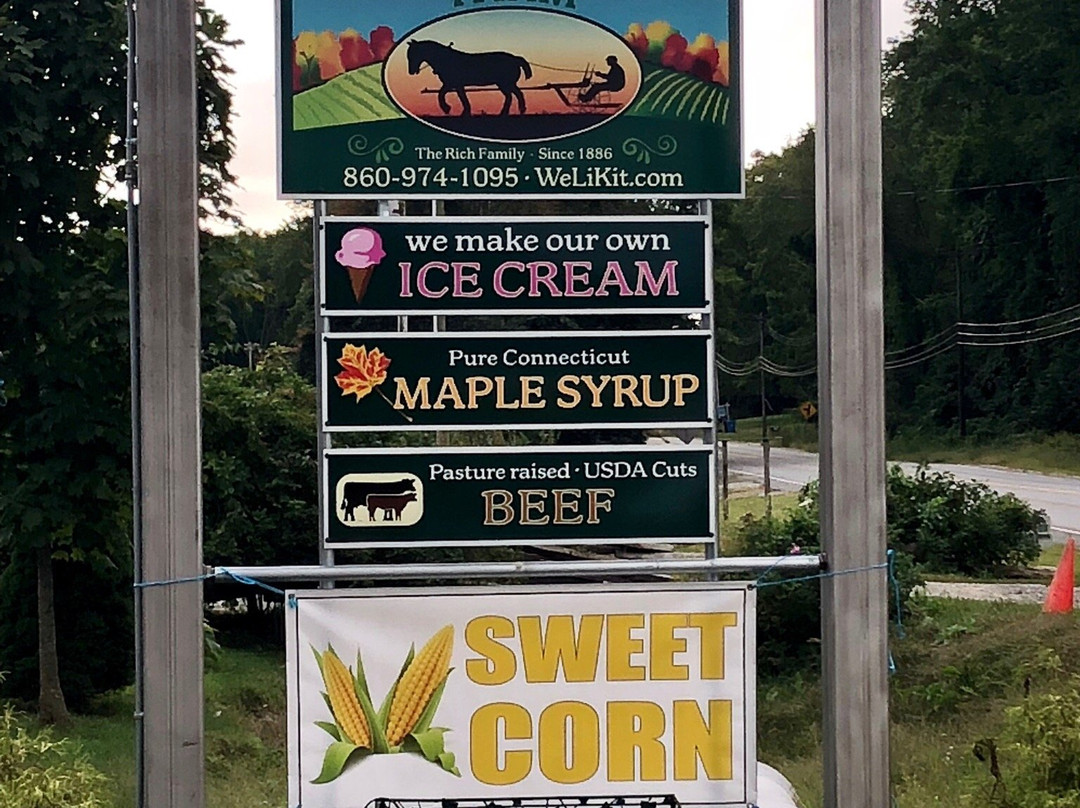 The Rich Family · Since 1886
860-974-1095 · WeLiKit.com
we make our own
ICE CREAM
Pure Connecticut
MAPLE SYRUP
Pasture raised · USDA Cuts
BEEF
SWEET
CORN